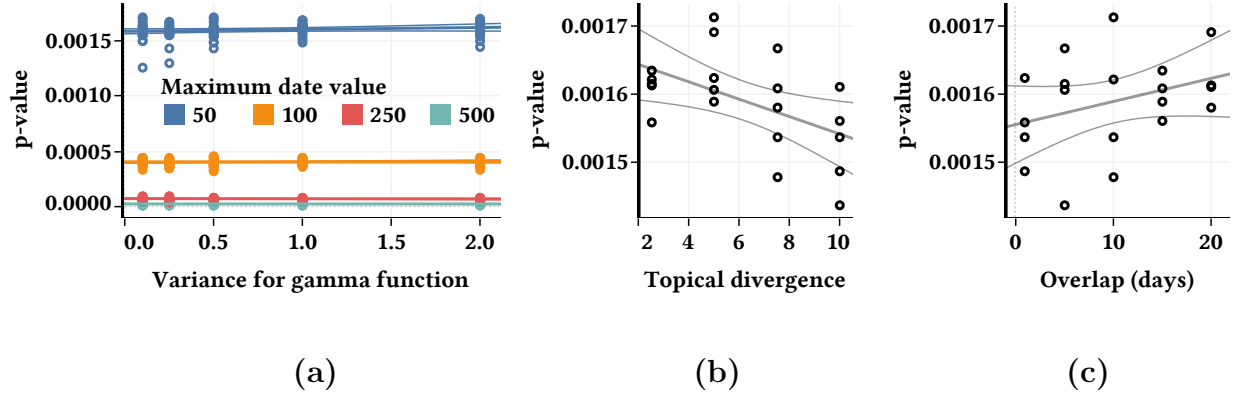 0.0015
0.0010
0.0005
0.0000
p-value
Maximum date value
50 100 250 500
0.0 0.5 1.0 1.5 2.0
Variance for gamma function
(a)
0.0017
0.0016
0.0015
p-value
2 4 6 8 10
Topical divergence
(b)
0.0017
0.0016
0.0015
p-value
0 10 20
Overlap (days)
(c)